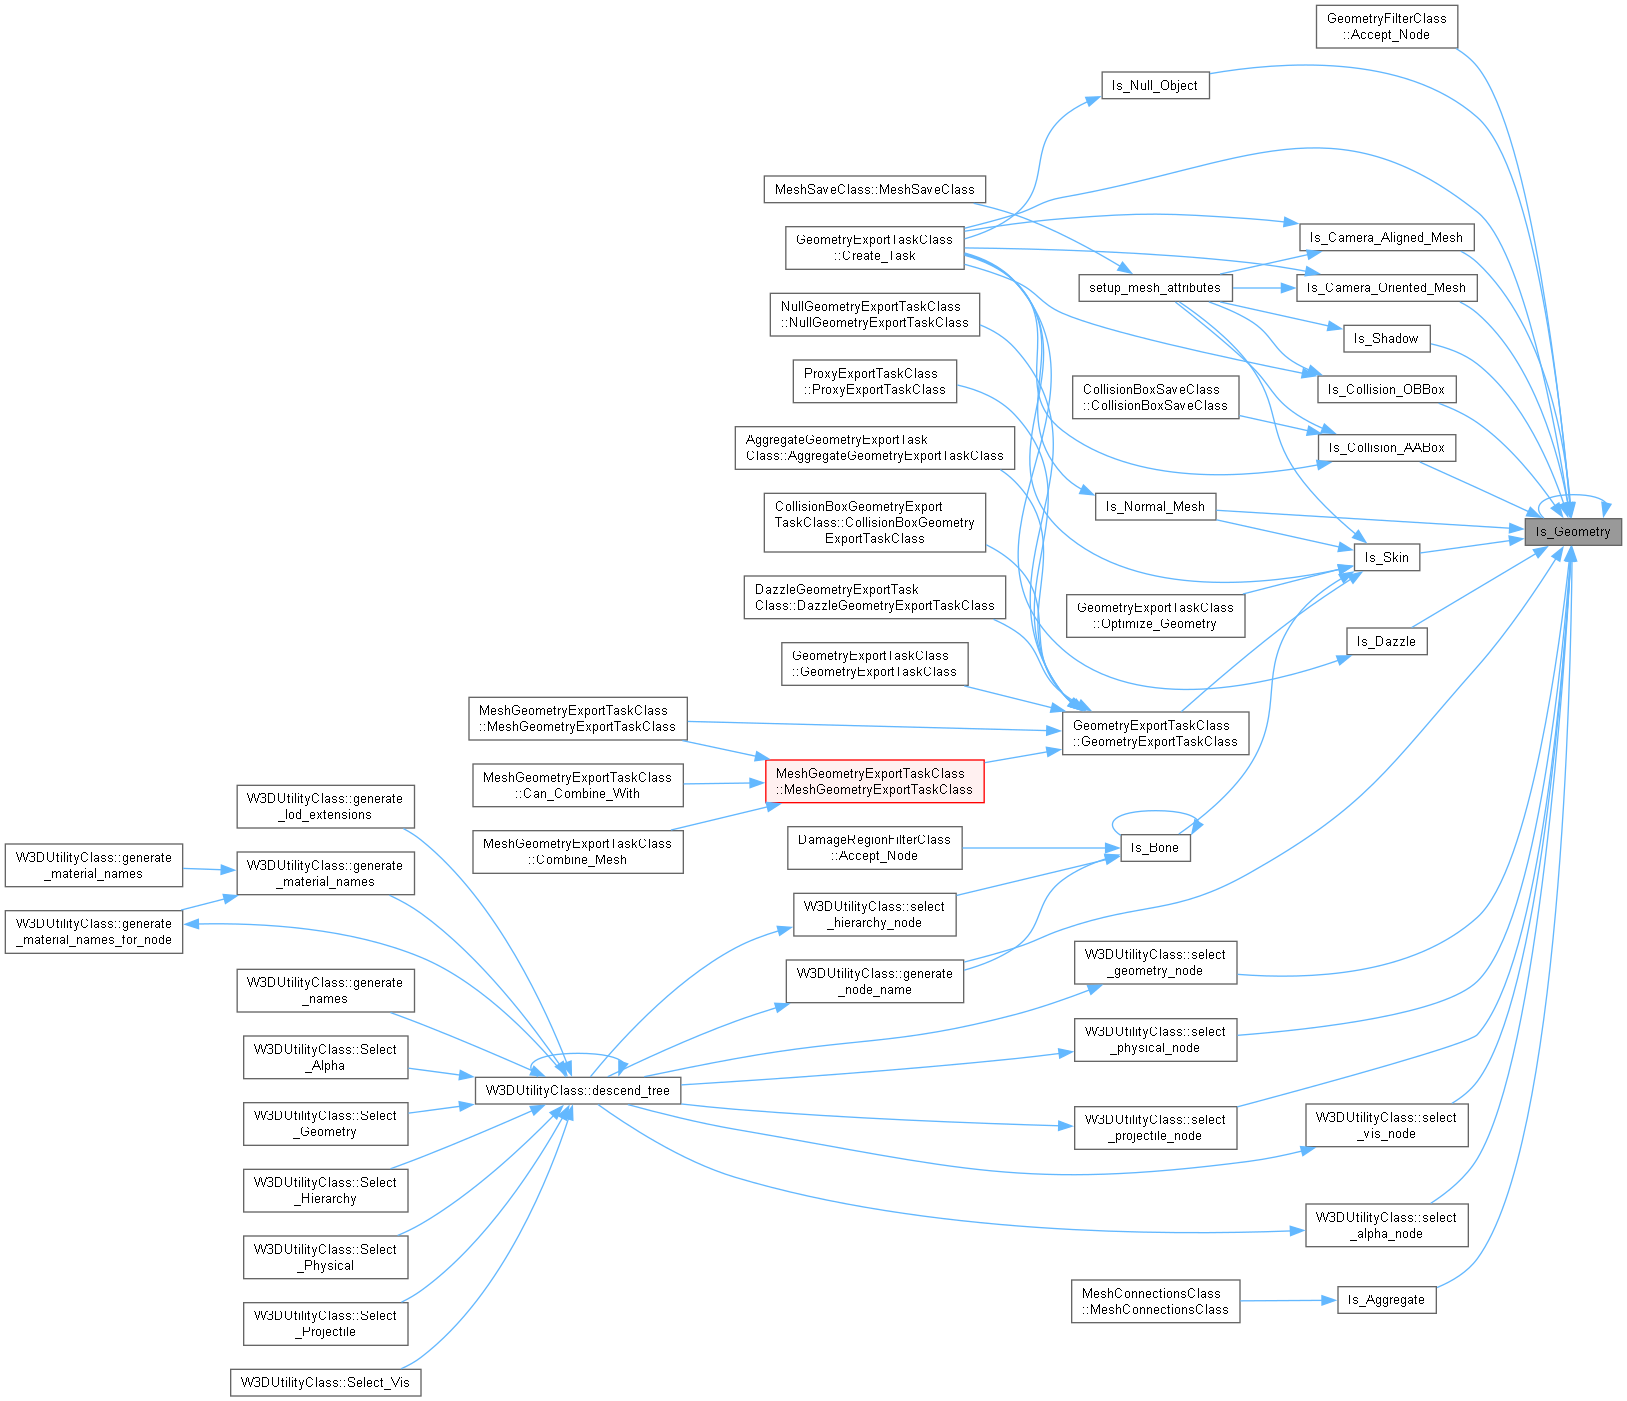 GeometryFilterClass
::Accept_Node
Is_Null_Object
MeshSaveClass::MeshSaveClass
GeometryExportTaskClass
::Create_Task
Is_Camera_Aligned_Mesh
setup_mesh_attributes
Is_Camera_Oriented_Mesh
NullGeometryExportTaskClass
::NullGeometryExportTaskClass
Is_Shadow
ProxyExportTaskClass
::ProxyExportTaskClass
CollisionBoxSaveClass
::CollisionBoxSaveClass
Is_Collision_OBBox
AggregateGeometryExportTask
Class::AggregateGeometryExportTaskClass
Is_Collision_AABox
CollisionBoxGeometryExport
TaskClass::CollisionBoxGeometry
ExportTaskClass
Is_Normal_Mesh
Is_Geometry
Is_Skin
DazzleGeometryExportTask
Class::DazzleGeometryExportTaskClass
GeometryExportTaskClass
::Optimize_Geometry
Is_Dazzle
GeometryExportTaskClass
::GeometryExportTaskClass
MeshGeometryExportTaskClass
::MeshGeometryExportTaskClass
GeometryExportTaskClass
::GeometryExportTaskClass
MeshGeometryExportTaskClass
::MeshGeometryExportTaskClass
MeshGeometryExportTaskClass
::Can_Combine_With
W3DUtilityClass::generate
_lod_extensions
MeshGeometryExportTaskClass
::Combine_Mesh
DamageRegionFilterClass
::Accept_Node
Is_Bone
W3DUtilityClass::generate
_material_names
W3DUtilityClass::generate
_material_names
W3DUtilityClass::generate
_material_names_for_node
W3DUtilityClass::select
_hierarchy_node
W3DUtilityClass::generate
_node_name
W3DUtilityClass::select
_geometry_node
W3DUtilityClass::generate
_names
W3DUtilityClass::select
_physical_node
W3DUtilityClass::Select
_Alpha
W3DUtilityClass::descend_tree
W3DUtilityClass::Select
_Geometry
W3DUtilityClass::select
_projectile_node
W3DUtilityClass::select
_vis_node
W3DUtilityClass::Select
_Hierarchy
W3DUtilityClass::select
_alpha_node
W3DUtilityClass::Select
_Physical
MeshConnectionsClass
::MeshConnectionsClass
Is_Aggregate
W3DUtilityClass::Select
_Projectile
W3DUtilityClass::Select_Vis